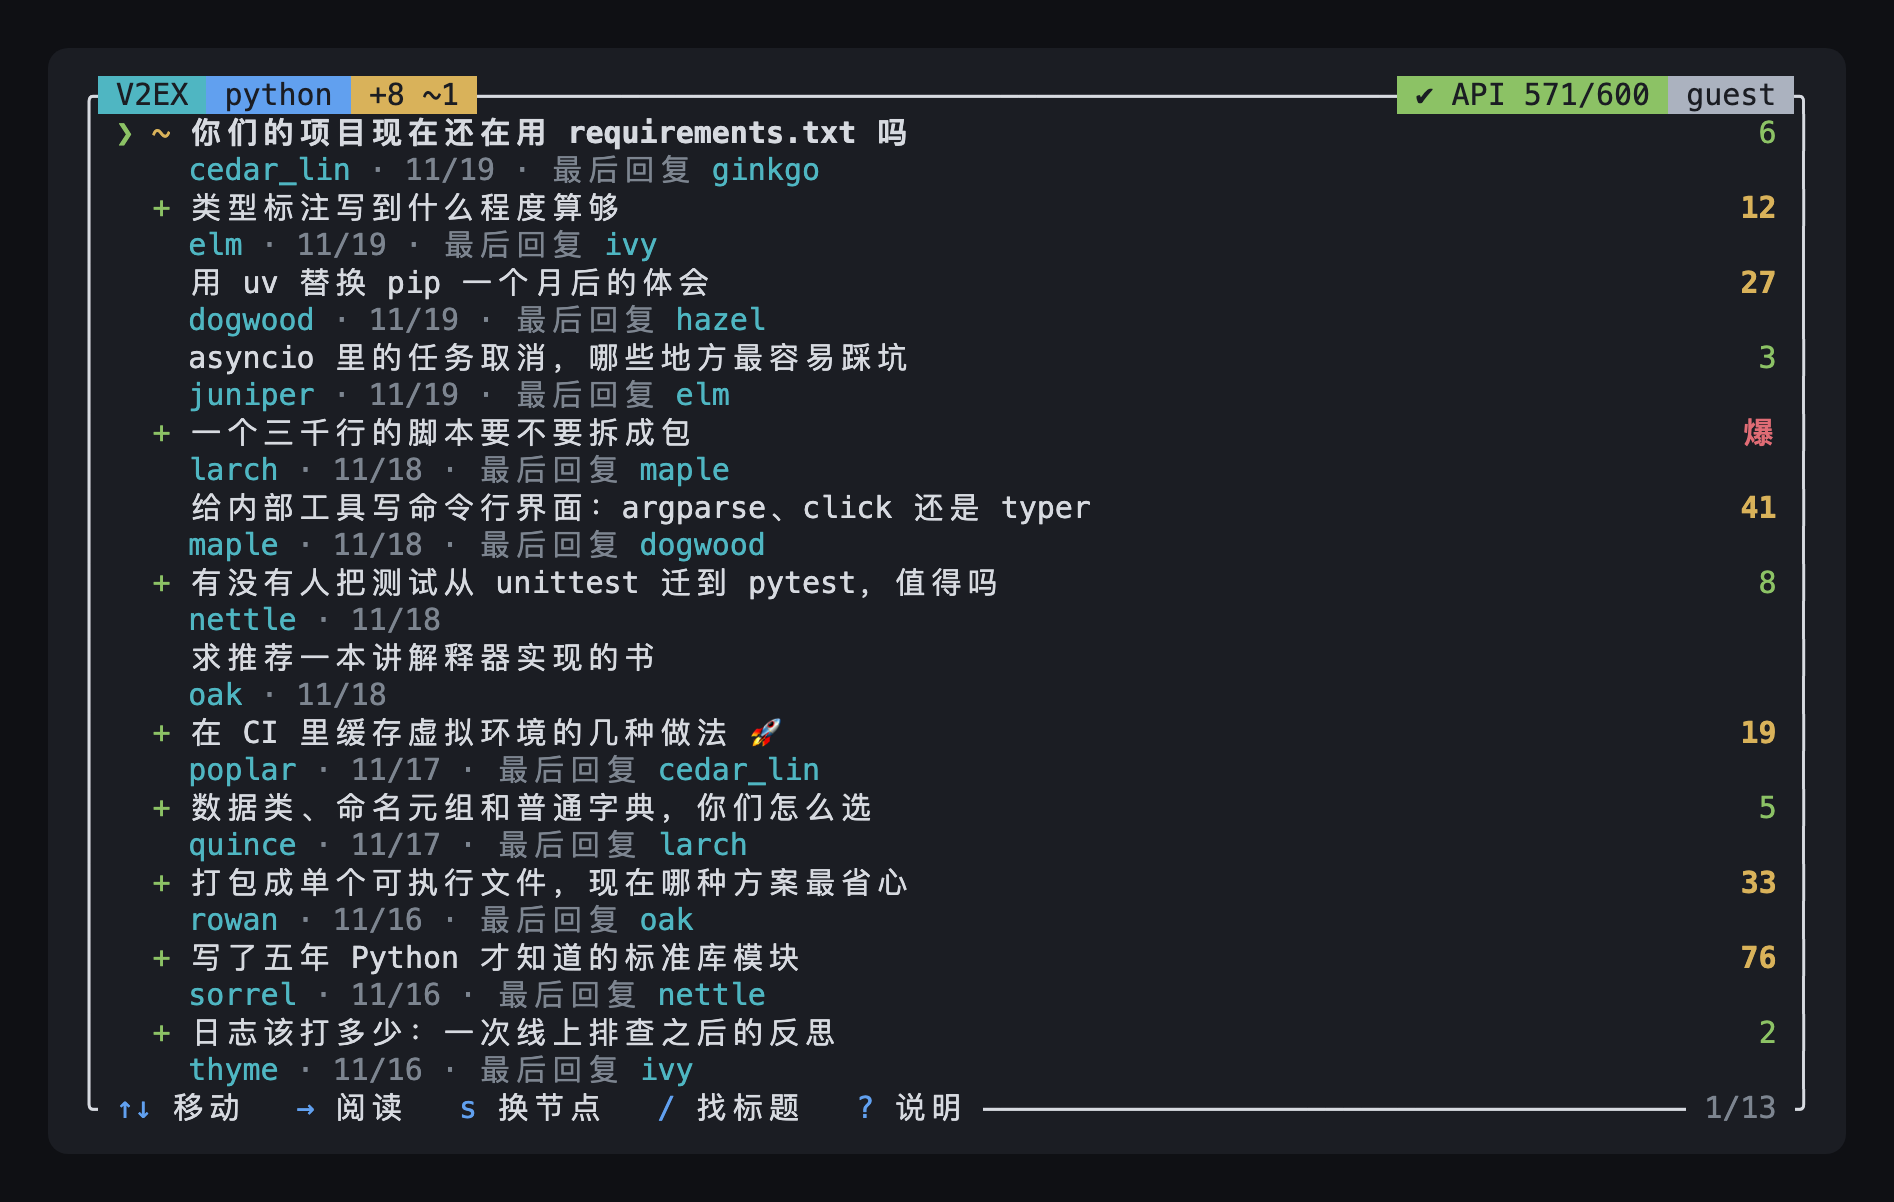 V2EX python +8 ~1 ✔ API 571/600 guest
❯ ~ 你们的项目现在还在用 requirements.txt 吗 6
cedar_lin · 11/19 · 最后回复 ginkgo
+ 类型标注写到什么程度算够 12
elm · 11/19 · 最后回复 ivy
用 uv 替换 pip 一个月后的体会 27
dogwood · 11/19 · 最后回复 hazel
asyncio 里的任务取消，哪些地方最容易踩坑 3
juniper · 11/19 · 最后回复 elm
+ 一个三千行的脚本要不要拆成包 爆
larch · 11/18 · 最后回复 maple
给内部工具写命令行界面：argparse、click 还是 typer 41
maple · 11/18 · 最后回复 dogwood
+ 有没有人把测试从 unittest 迁到 pytest，值得吗 8
nettle · 11/18
求推荐一本讲解释器实现的书
oak · 11/18
+ 在 CI 里缓存虚拟环境的几种做法 🚀 19
poplar · 11/17 · 最后回复 cedar_lin
+ 数据类、命名元组和普通字典，你们怎么选 5
quince · 11/17 · 最后回复 larch
+ 打包成单个可执行文件，现在哪种方案最省心 33
rowan · 11/16 · 最后回复 oak
+ 写了五年 Python 才知道的标准库模块 76
sorrel · 11/16 · 最后回复 nettle
+ 日志该打多少：一次线上排查之后的反思 2
thyme · 11/16 · 最后回复 ivy
↑↓ 移动 → 阅读 s 换节点 / 找标题 ? 说明 1/13